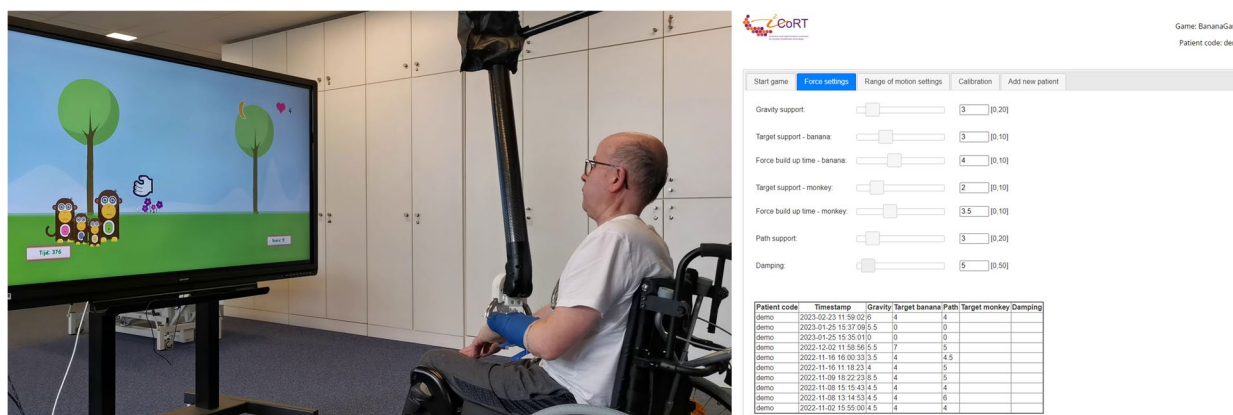 Tijd: 376
iCoRT
Game: BananaGa
Patient code: de
Start game Force settings Range of motion settings Calibration Add new patient
Gravity support: 3 [0,20]
Target support - banana: 3 [0,10]
Force build up time - banana: 4 [0,10]
Target support - monkey: 2 [0,10]
Force build up time - monkey: 3.5 [0,10]
Path support: 3 [0,20]
Damping: 5 [0,50]
Patient code Timestamp Gravity Target banana Path Target monkey Damping
demo 2023-02-23 11:59:02 6 4 4
demo 2023-01-25 15:37:09 5.5 0 0
demo 2023-01-25 15:35:01 0 0 0
demo 2022-12-02 11:58:56 5.5 7 5
demo 2022-11-16 16:00:33 3.5 4 4.5
demo 2022-11-16 11:18:23 4 4 5
demo 2022-11-09 18:22:23 8.5 4 5
demo 2022-11-08 15:15:43 4.5 4 4
demo 2022-11-08 13:14:53 4.5 4 6
demo 2022-11-02 15:55:00 4.5 4 4